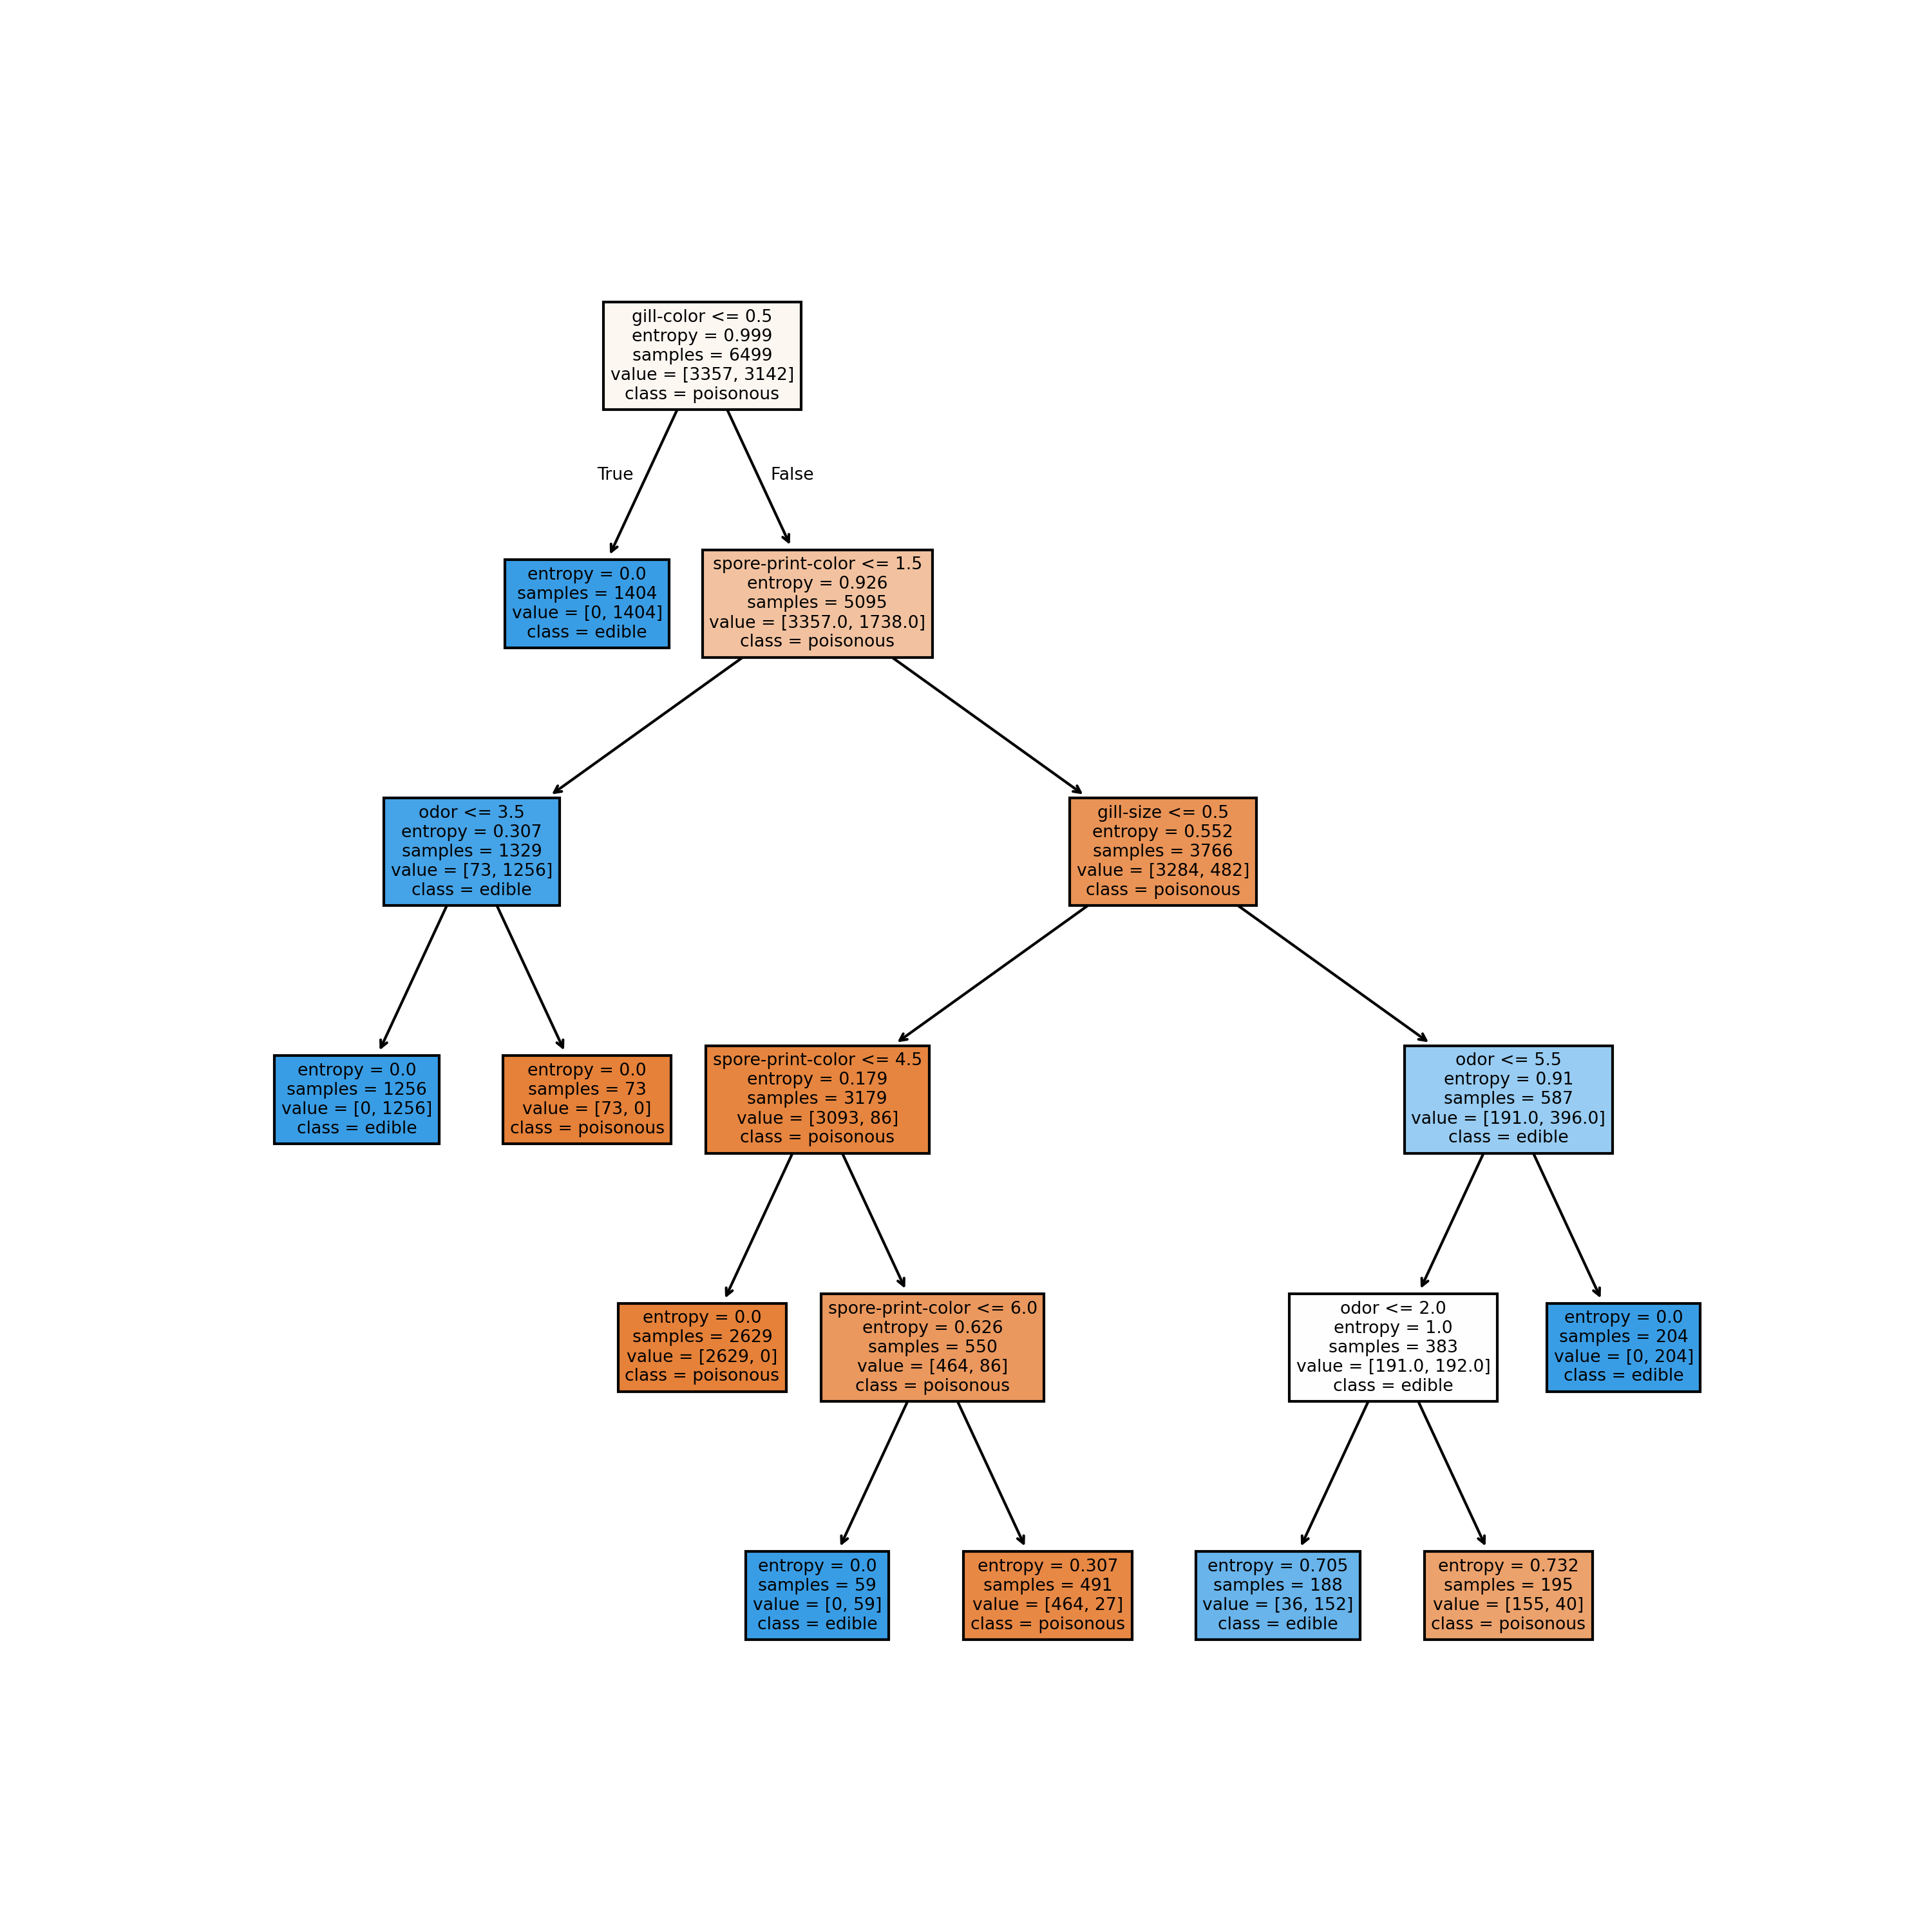 gill-color <= 0.5
entropy = 0.999
samples = 6499
value = [3357, 3142]
class = poisonous
True
False
entropy = 0.0
samples = 1404
value = [0, 1404]
class = edible
spore-print-color <= 1.5
entropy = 0.926
samples = 5095
value = [3357.0, 1738.0]
class = poisonous
odor <= 3.5
entropy = 0.307
samples = 1329
value = [73, 1256]
class = edible
gill-size <= 0.5
entropy = 0.552
samples = 3766
value = [3284, 482]
class = poisonous
entropy = 0.0
samples = 1256
value = [0, 1256]
class = edible
entropy = 0.0
samples = 73
value = [73, 0]
class = poisonous
spore-print-color <= 4.5
entropy = 0.179
samples = 3179
value = [3093, 86]
class = poisonous
odor <= 5.5
entropy = 0.91
samples = 587
value = [191.0, 396.0]
class = edible
entropy = 0.0
samples = 2629
value = [2629, 0]
class = poisonous
spore-print-color <= 6.0
entropy = 0.626
samples = 550
value = [464, 86]
class = poisonous
odor <= 2.0
entropy = 1.0
samples = 383
value = [191.0, 192.0]
class = edible
entropy = 0.0
samples = 204
value = [0, 204]
class = edible
entropy = 0.0
samples = 59
value = [0, 59]
class = edible
entropy = 0.307
samples = 491
value = [464, 27]
class = poisonous
entropy = 0.705
samples = 188
value = [36, 152]
class = edible
entropy = 0.732
samples = 195
value = [155, 40]
class = poisonous